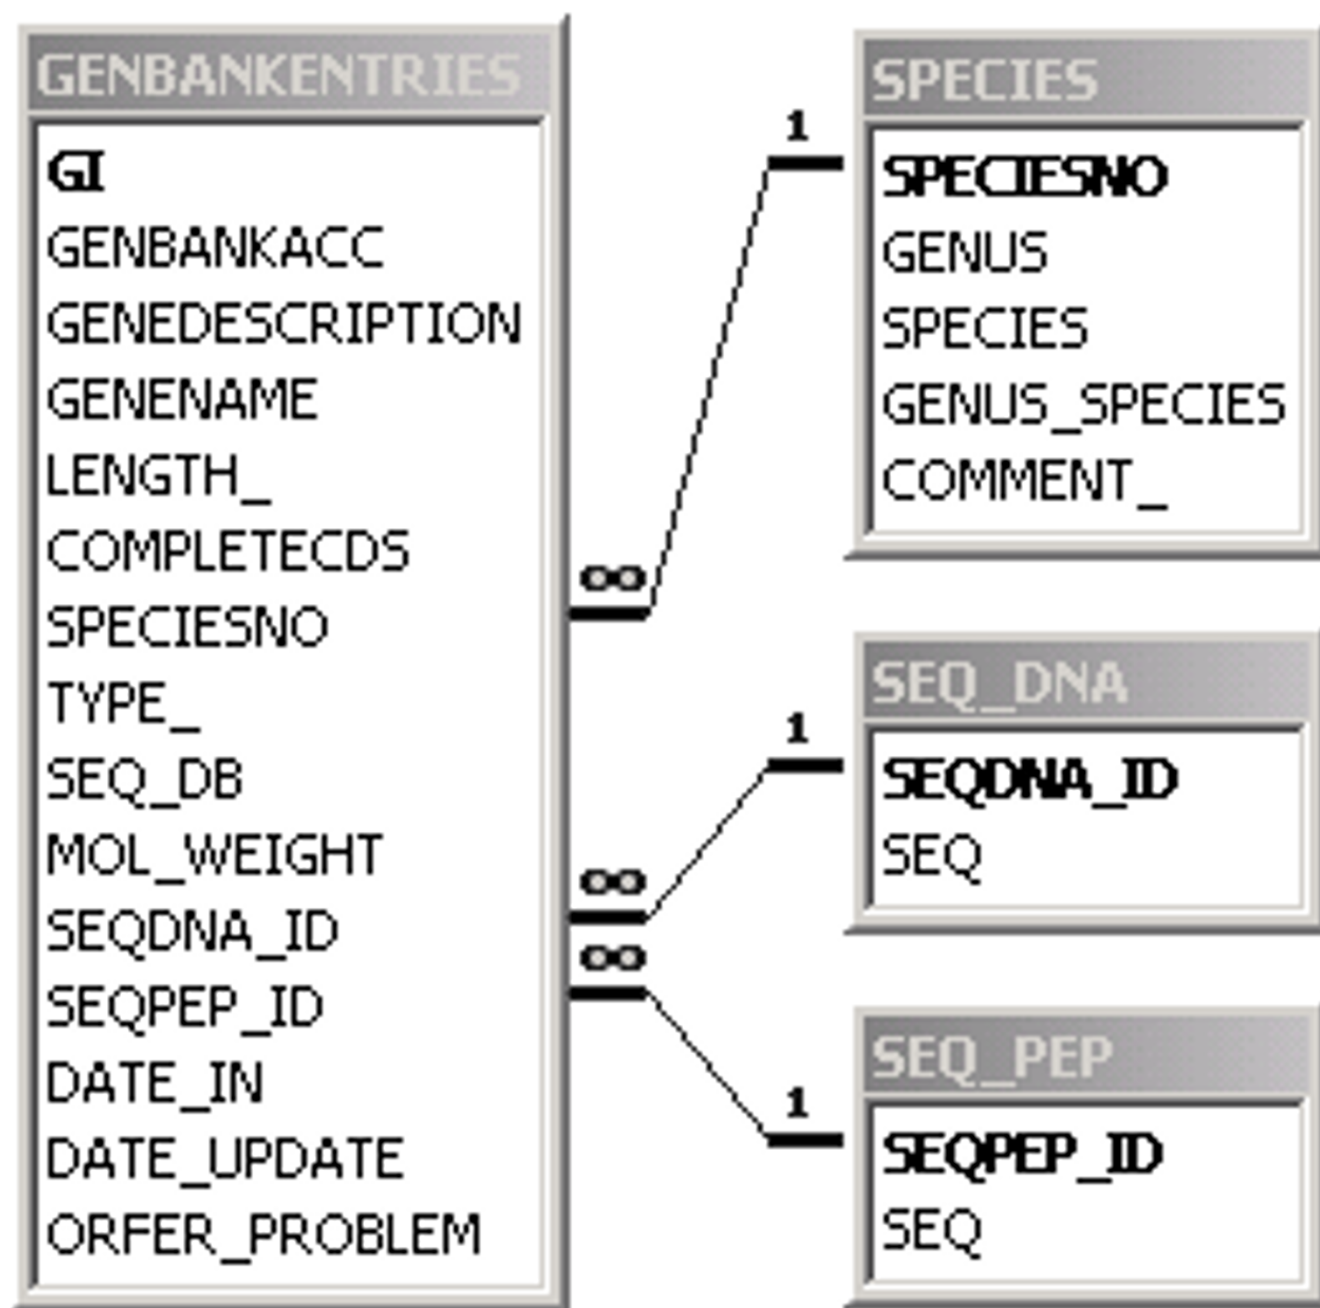 GENBANKENTRIES
GI
GENBANKACC
GENEDESCRIPTION
GENENAME
LENGTH_
COMPLETECDS
SPECIESNO
TYPE_
SEQ_DB
MOL_WEIGHT
SEQDNA_ID
SEQPEP_ID
DATE_IN
DATE_UPDATE
ORFER_PROBLEM
∞
∞
∞
1
1
1
SPECIES
SPECIESNO
GENUS
SPECIES
GENUS_SPECIES
COMMENT_
SEQ_DNA
SEQDNA_ID
SEQ
SEQ_PEP
SEQPEP_ID
SEQ